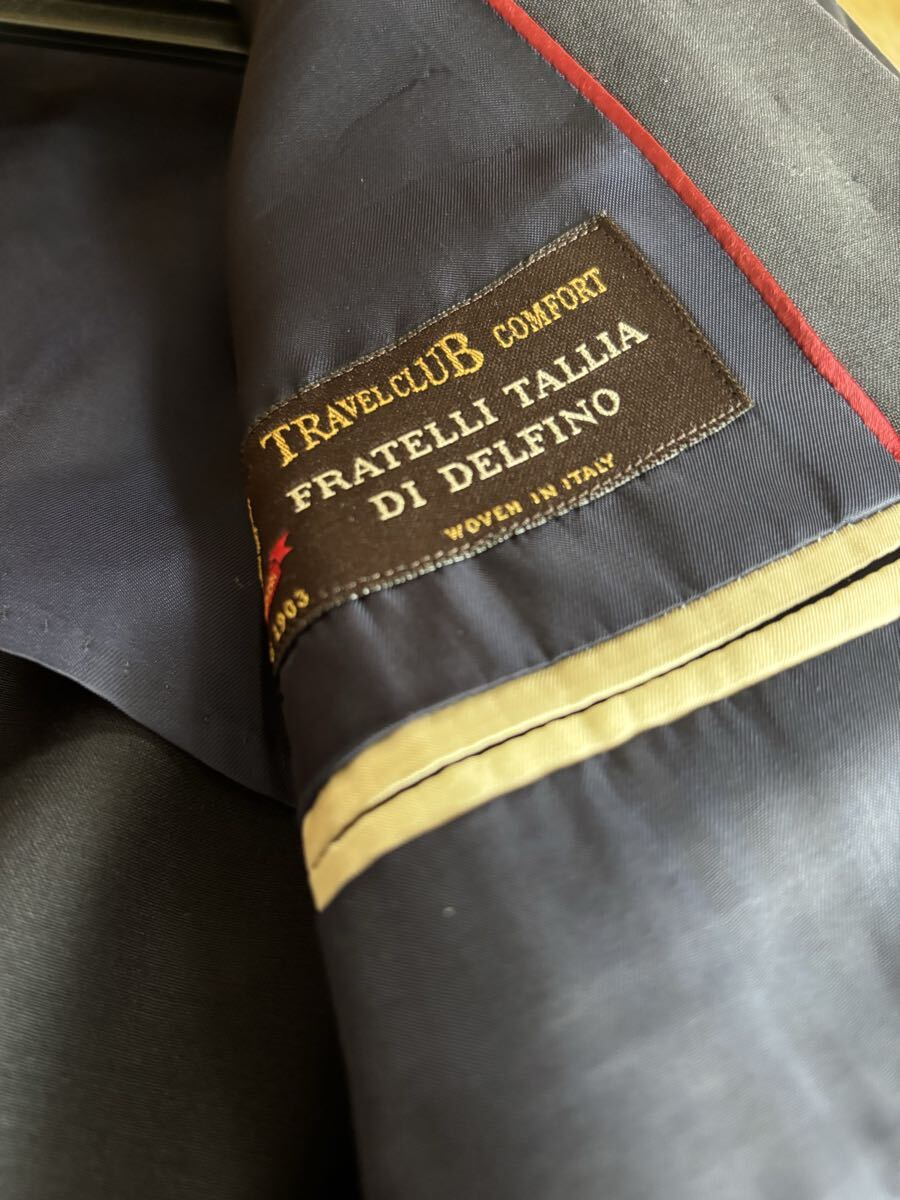 TRAVELCLUB COMFORT
FRATELLI TALLIA
DI DELFINO
WOVEN IN ITALY
1903